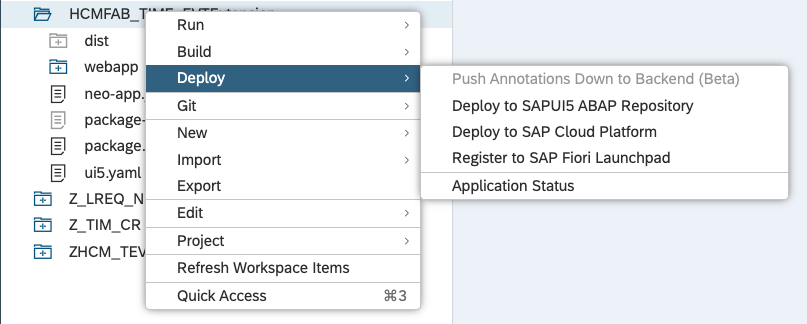 HCMFAB_TIME_EVTExtension
Run
dist
Build
webapp
Deploy
Push Annotations Down to Backend (Beta)
neo-app.
Git
Deploy to SAPUI5 ABAP Repository
package-
New
Deploy to SAP Cloud Platform
package.
Import
Register to SAP Fiori Launchpad
ui5.yaml
Export
Application Status
Z_LREQ_N
Edit
Z_TIM_CR
Project
ZHCM_TEV
Refresh Workspace Items
Quick Access ⌘3